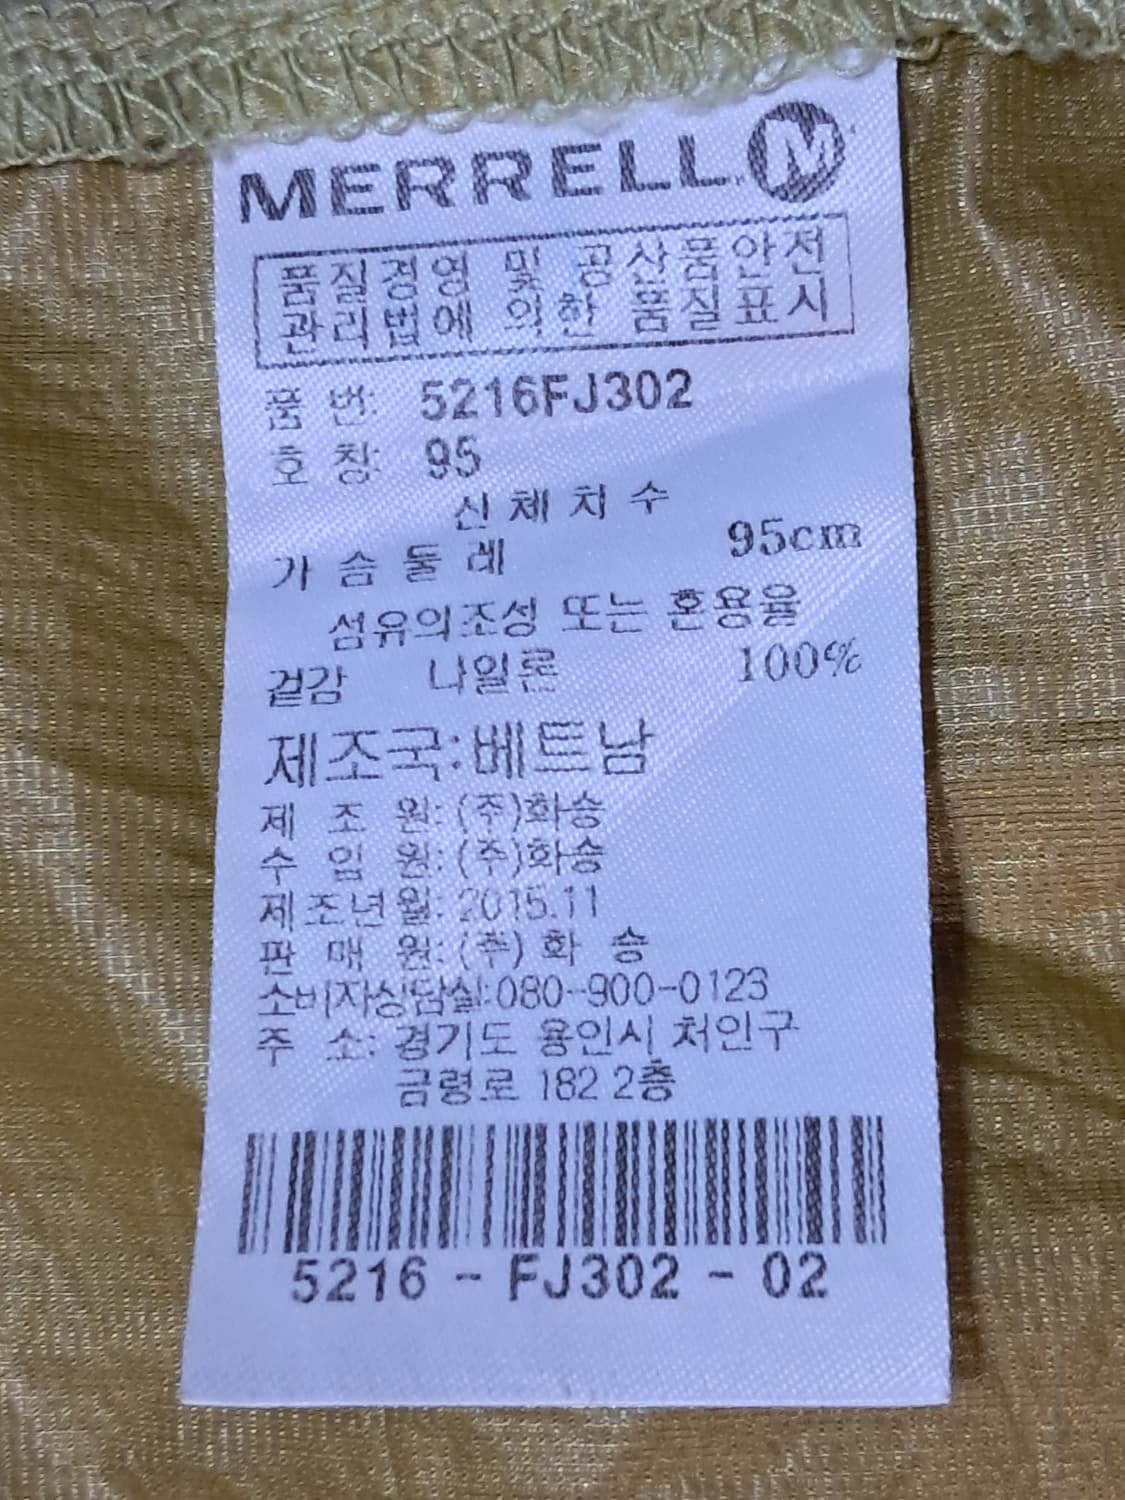 MERRELL M
품질경영 및 공산품안전
관리법에 의한 품질표시
품 번: 5216FJ302
호 칭: 95
신체치수
가슴둘레 95cm
섬유의조성 또는 혼용율
겉감 나일론 100%
제조국:베트남
제 조 원: (주)화승
수 입 원: (주)화승
제조년월: 2015.11
판 매 원: (주) 화 승
소비자상담실:080-900-0123
주 소: 경기도 용인시 처인구
금령로 182 2층
5216 - FJ302 - 02